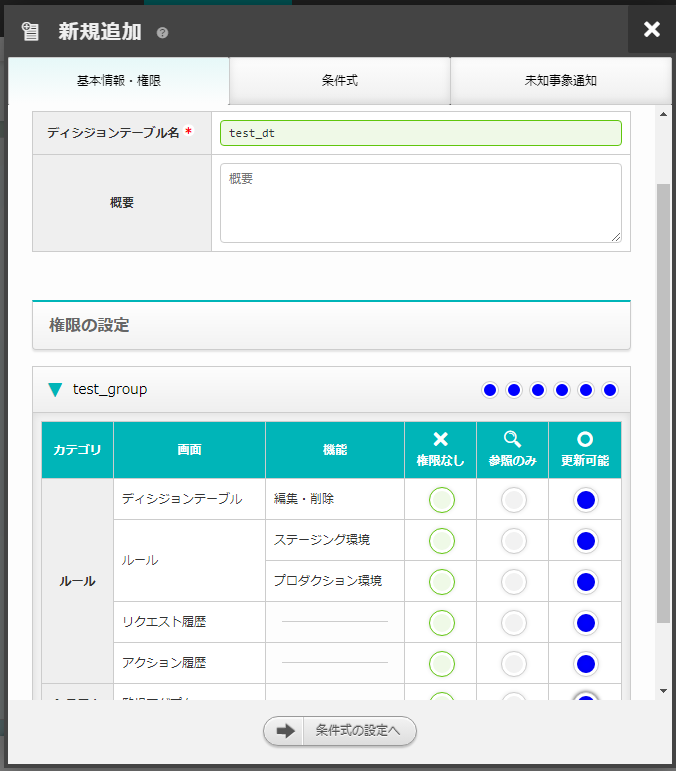 新規追加
基本情報・権限
条件式
未知事象通知
ディシジョンテーブル名 *
test_dt
概要
概要
権限の設定
test_group
カテゴリ 画面 機能 権限なし 参照のみ 更新可能
ルール
ディシジョンテーブル 編集・削除
ルール
ステージング環境
プロダクション環境
リクエスト履歴
アクション履歴
条件式の設定へ